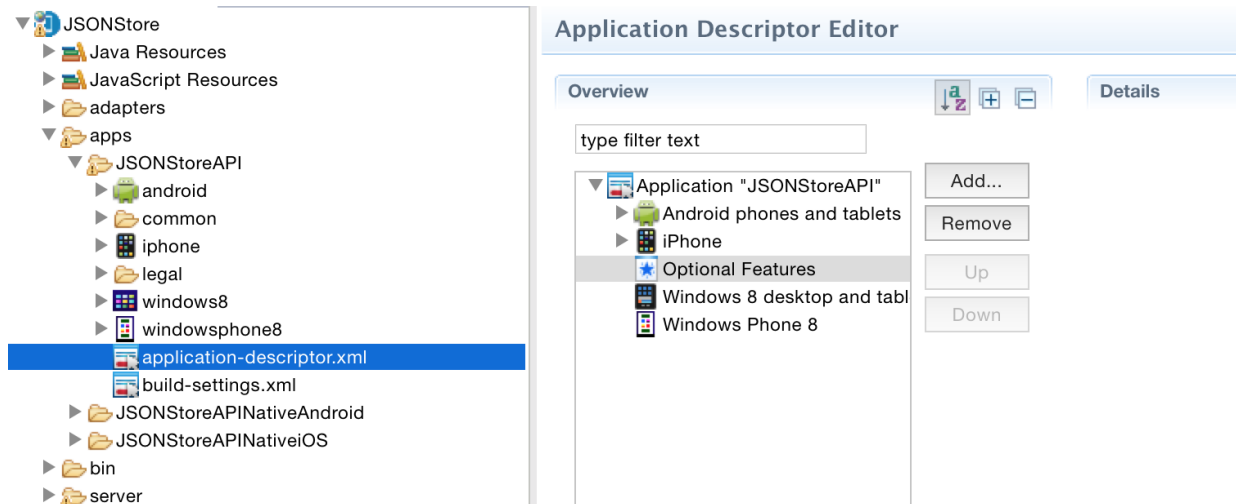 JSONStore
Java Resources
JavaScript Resources
adapters
apps
JSONStoreAPI
android
common
iphone
legal
windows8
windowsphone8
application-descriptor.xml
build-settings.xml
JSONStoreAPINativeAndroid
JSONStoreAPINativeiOS
bin
server
Application Descriptor Editor
Overview
type filter text
Application "JSONStoreAPI"
Android phones and tablets
iPhone
Optional Features
Windows 8 desktop and tabl
Windows Phone 8
Add...
Remove
Up
Down
Details